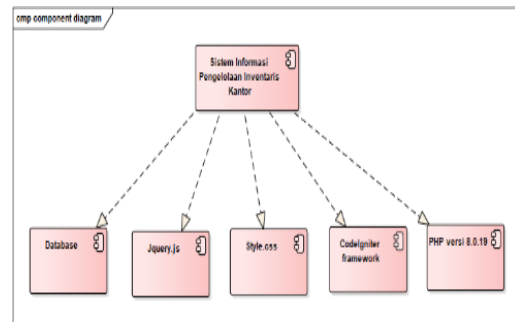 cmp component diagram
Sistem Informasi
Pengelolaan Inventaris
Kantor
Database
Jquery.js
Style.css
CodeIgniter
framework
PHP versi 8.0.19